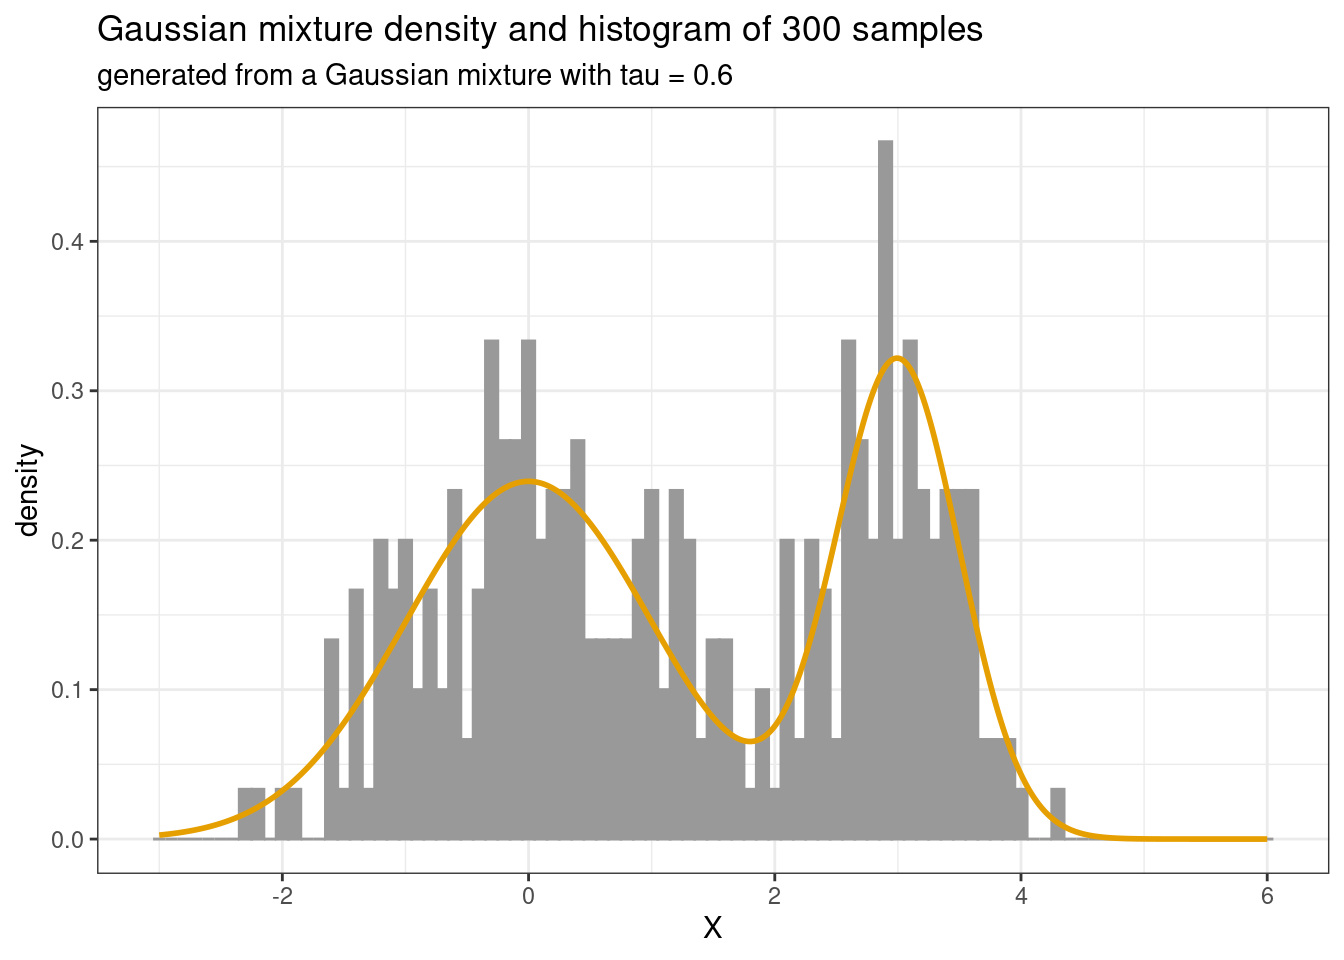 Gaussian mixture density and histogram of 300 samples
generated from a Gaussian mixture with tau = 0.6
density
0.4
0.3
0.2
0.1
0.0
-2 0 2 4 6
X